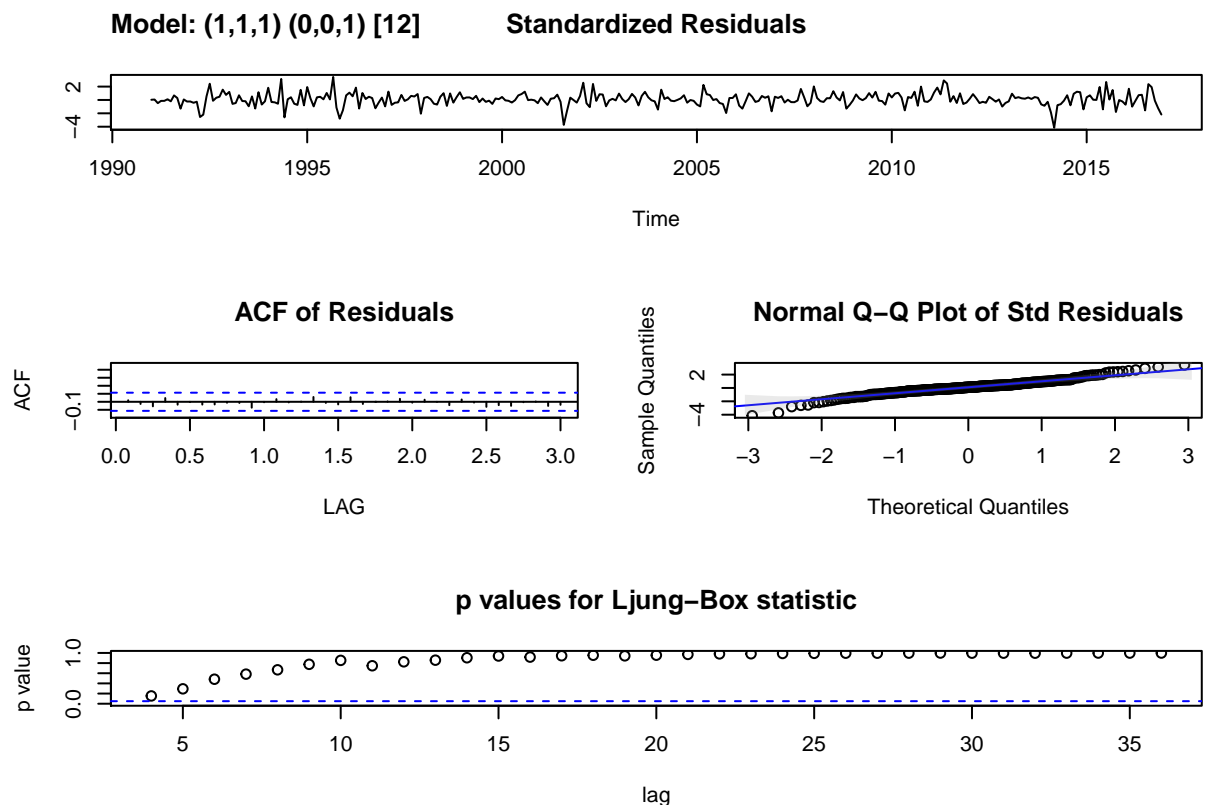 Model: (1,1,1) (0,0,1) [12] Standardized Residuals
2
−4
1990 1995 2000 2005 2010 2015
Time
ACF of Residuals
ACF
−0.1
0.0 0.5 1.0 1.5 2.0 2.5 3.0
LAG
Normal Q−Q Plot of Std Residuals
Sample Quantiles
2
−4
−3 −2 −1 0 1 2 3
Theoretical Quantiles
p values for Ljung−Box statistic
p value
1.0
0.0
5 10 15 20 25 30 35
lag